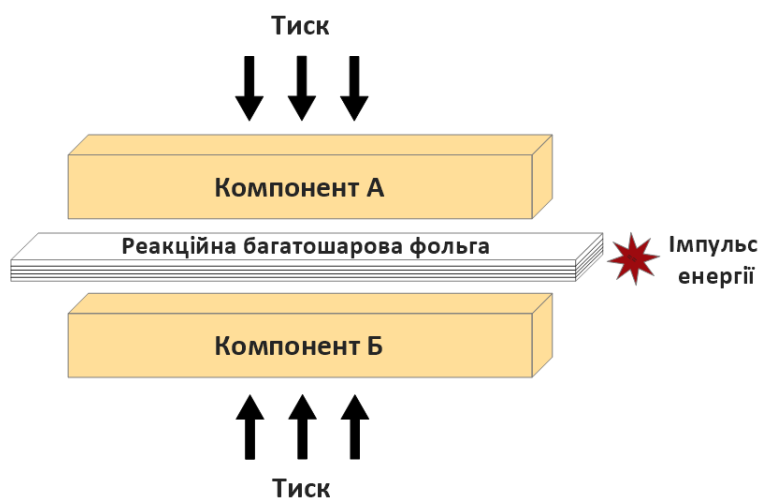 Тиск
Компонент А
Реакційна багатошарова фольга
Імпульс
енергії
Компонент Б
Тиск